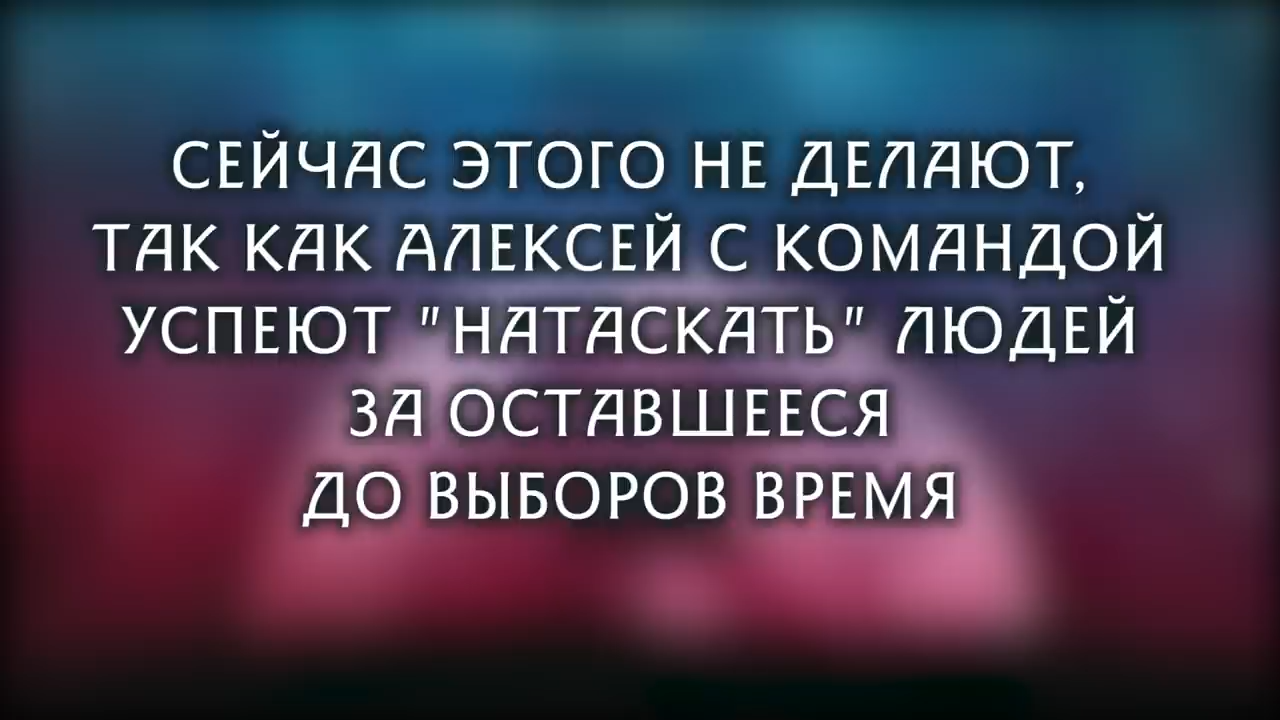 СЕЙЧАС ЭТОГО НЕ ДЕЛАЮТ,
ТАК КАК АЛЕКСЕЙ С КОМАНДОЙ
УСПЕЮТ "НАТАСКАТЬ" ЛЮДЕЙ
ЗА ОСТАВШЕЕСЯ
ДО ВЫБОРОВ ВРЕМЯ